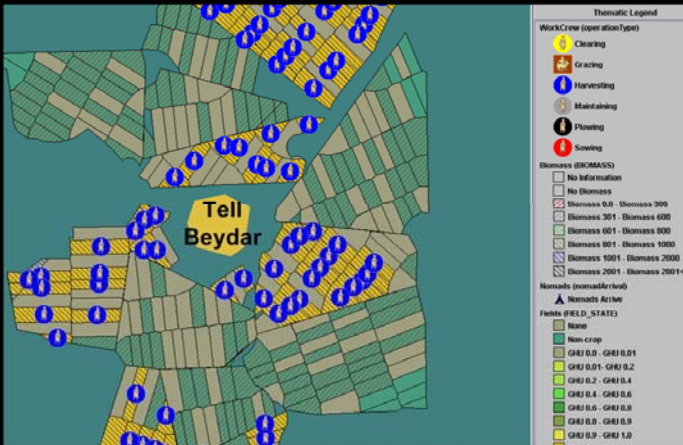 Tell
Beydar
Thematic Legend
WorkCrew (operationType)
Clearing
Grazing
Harvesting
Maintaining
Plowing
Sowing
Biomass (BIOMASS)
No Information
No Biomass
Biomass 0.0 - Biomass 300
Biomass 301 - Biomass 600
Biomass 601 - Biomass 800
Biomass 801 - Biomass 1000
Biomass 1001 - Biomass 2000
Biomass 2001 - Biomass 2001+
Nomads (nomadArrival)
Nomads Arrive
Fields (FIELD_STATE)
None
Non-crop
GHU 0.0 - GHU 0.01
GHU 0.01- GHU 0.2
GHU 0.2 - GHU 0.4
GHU 0.4 - GHU 0.6
GHU 0.6 - GHU 0.8
GHU 0.8 - GHU 0.9
GHU 0.9 - GHU 1.0